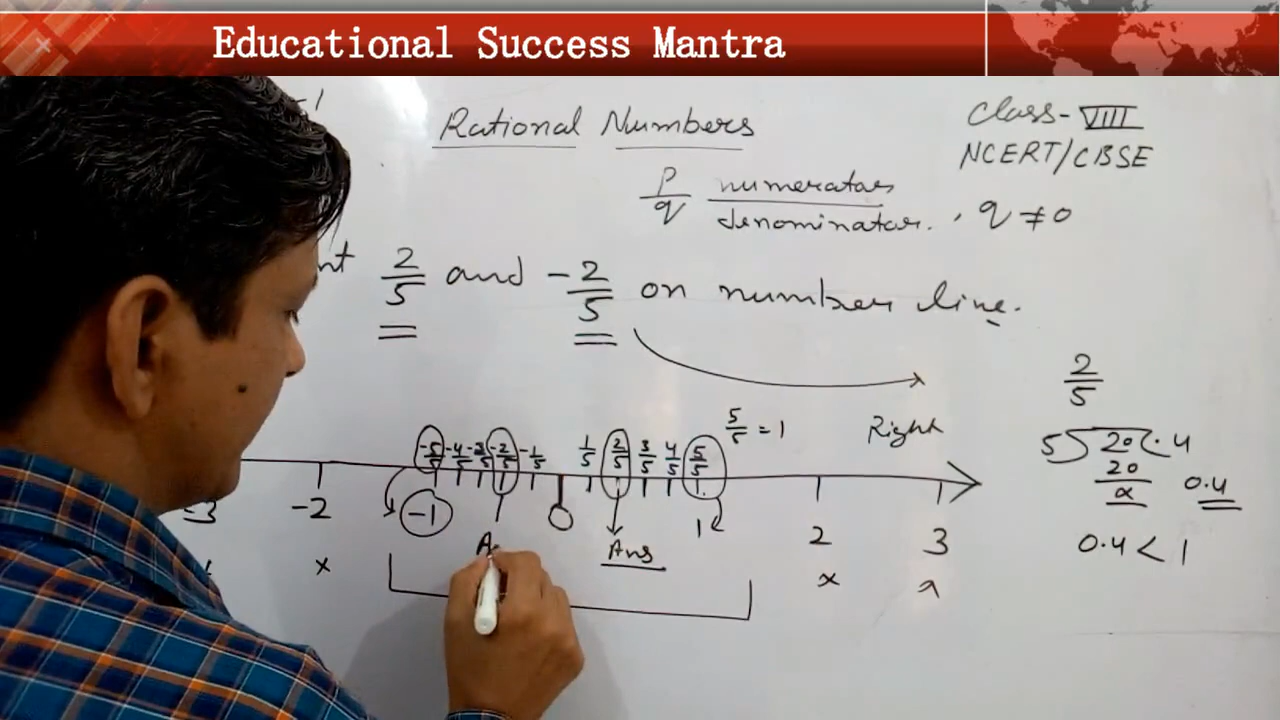 Educational Success Mantra
-1
Rational Numbers
Class- VIII
NCERT/CBSE
p/q numerator/denominator, q ≠ 0
nt 2/5 and -2/5 on number line.
2/5
5/5 = 1
Right
-5/5 -4/5 -3/5 -2/5 -1/5 1/5 2/5 3/5 4/5 5/5
5 20 .4
20
0.4
-3 -2 -1 0 1 2 3
A Ans
0.4 < 1
x x